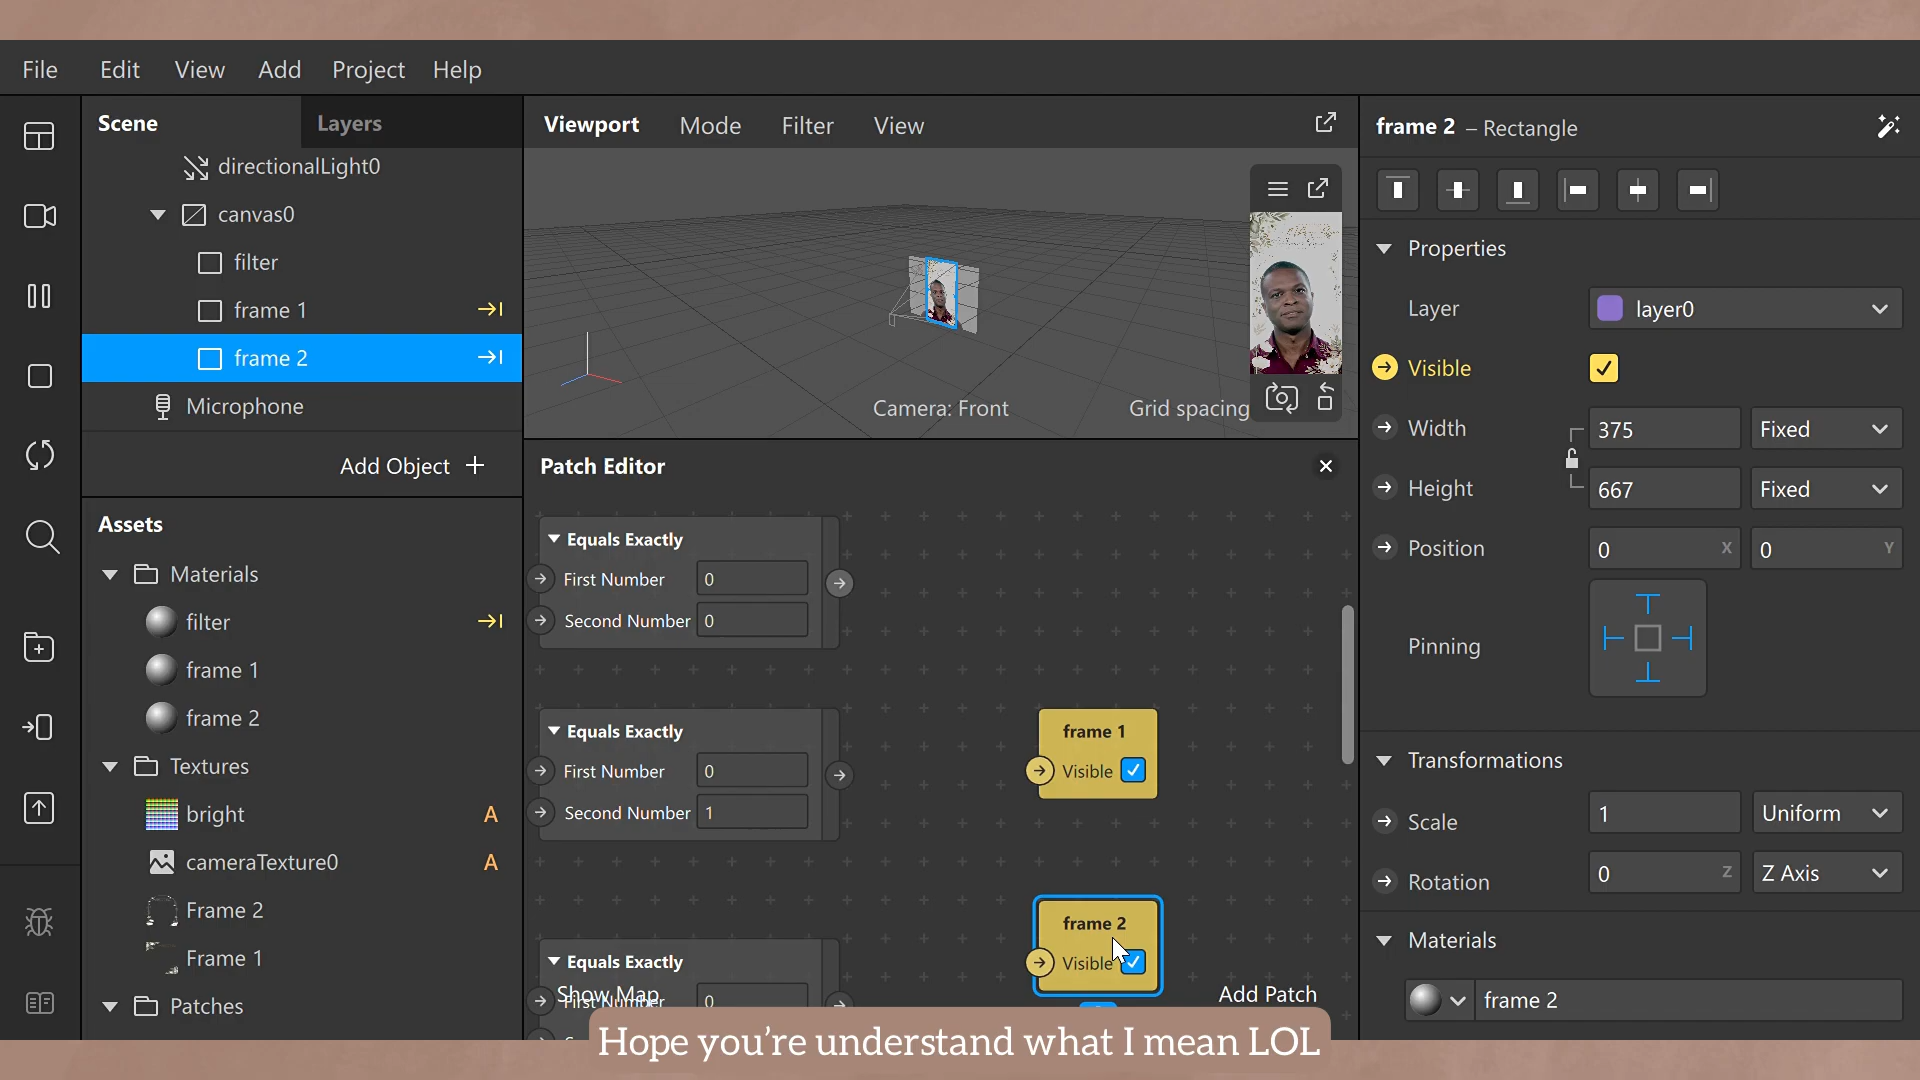 File Edit View Add Project Help
Scene Layers
directionalLight0
canvas0
filter
frame 1
frame 2
Microphone
Add Object +
Assets
Materials
filter
frame 1
frame 2
Textures
bright A
cameraTexture0 A
Frame 2
Frame 1
Patches
Viewport Mode Filter View
Camera: Front Grid spacing
Patch Editor
Equals Exactly
First Number 0
Second Number 0
Equals Exactly
First Number 0
Second Number 1
frame 1
Visible
frame 2
Visible
Equals Exactly
First Number 0
Show Map
Add Patch
frame 2 – Rectangle
Properties
Layer layer0
Visible
Width 375 Fixed
Height 667 Fixed
Position 0 X 0 Y
Pinning
Transformations
Scale 1 Uniform
Rotation 0 Z Z Axis
Materials
frame 2
Hope you're understand what I mean LOL